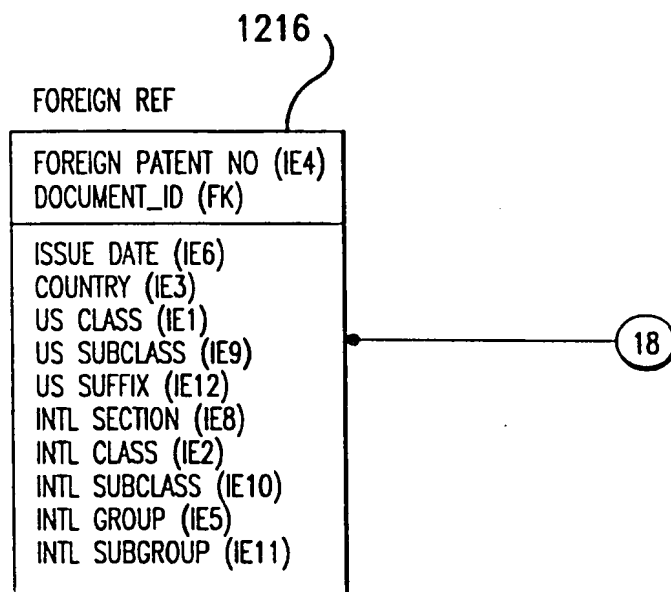 1216
FOREIGN REF
FOREIGN PATENT NO (IE4)
DOCUMENT_ID (FK)
ISSUE DATE (IE6)
COUNTRY (IE3)
US CLASS (IE1)
US SUBCLASS (IE9)
18
US SUFFIX (IE12)
INTL SECTION (IE8)
INTL CLASS (IE2)
INTL SUBCLASS (IE10)
INTL GROUP (IE5)
INTL SUBGROUP (IE11)